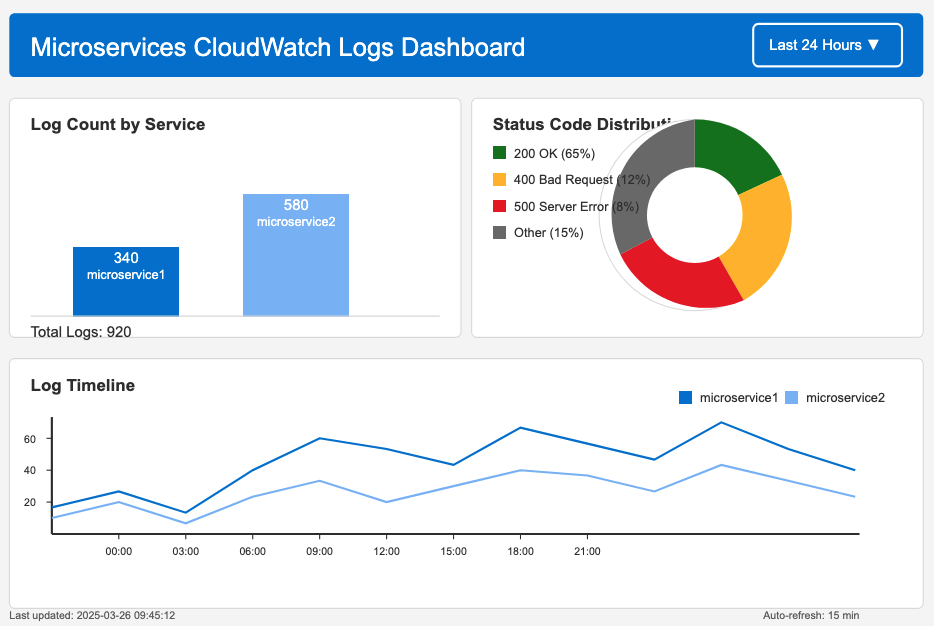 Microservices CloudWatch Logs Dashboard
Last 24 Hours ▼
Log Count by Service
340
microservice1
580
microservice2
Total Logs: 920
Status Code Distributi
200 OK (65%)
400 Bad Request (12%)
500 Server Error (8%)
Other (15%)
Log Timeline
microservice1
microservice2
60
40
20
00:00
03:00
06:00
09:00
12:00
15:00
18:00
21:00
Last updated: 2025-03-26 09:45:12
Auto-refresh: 15 min